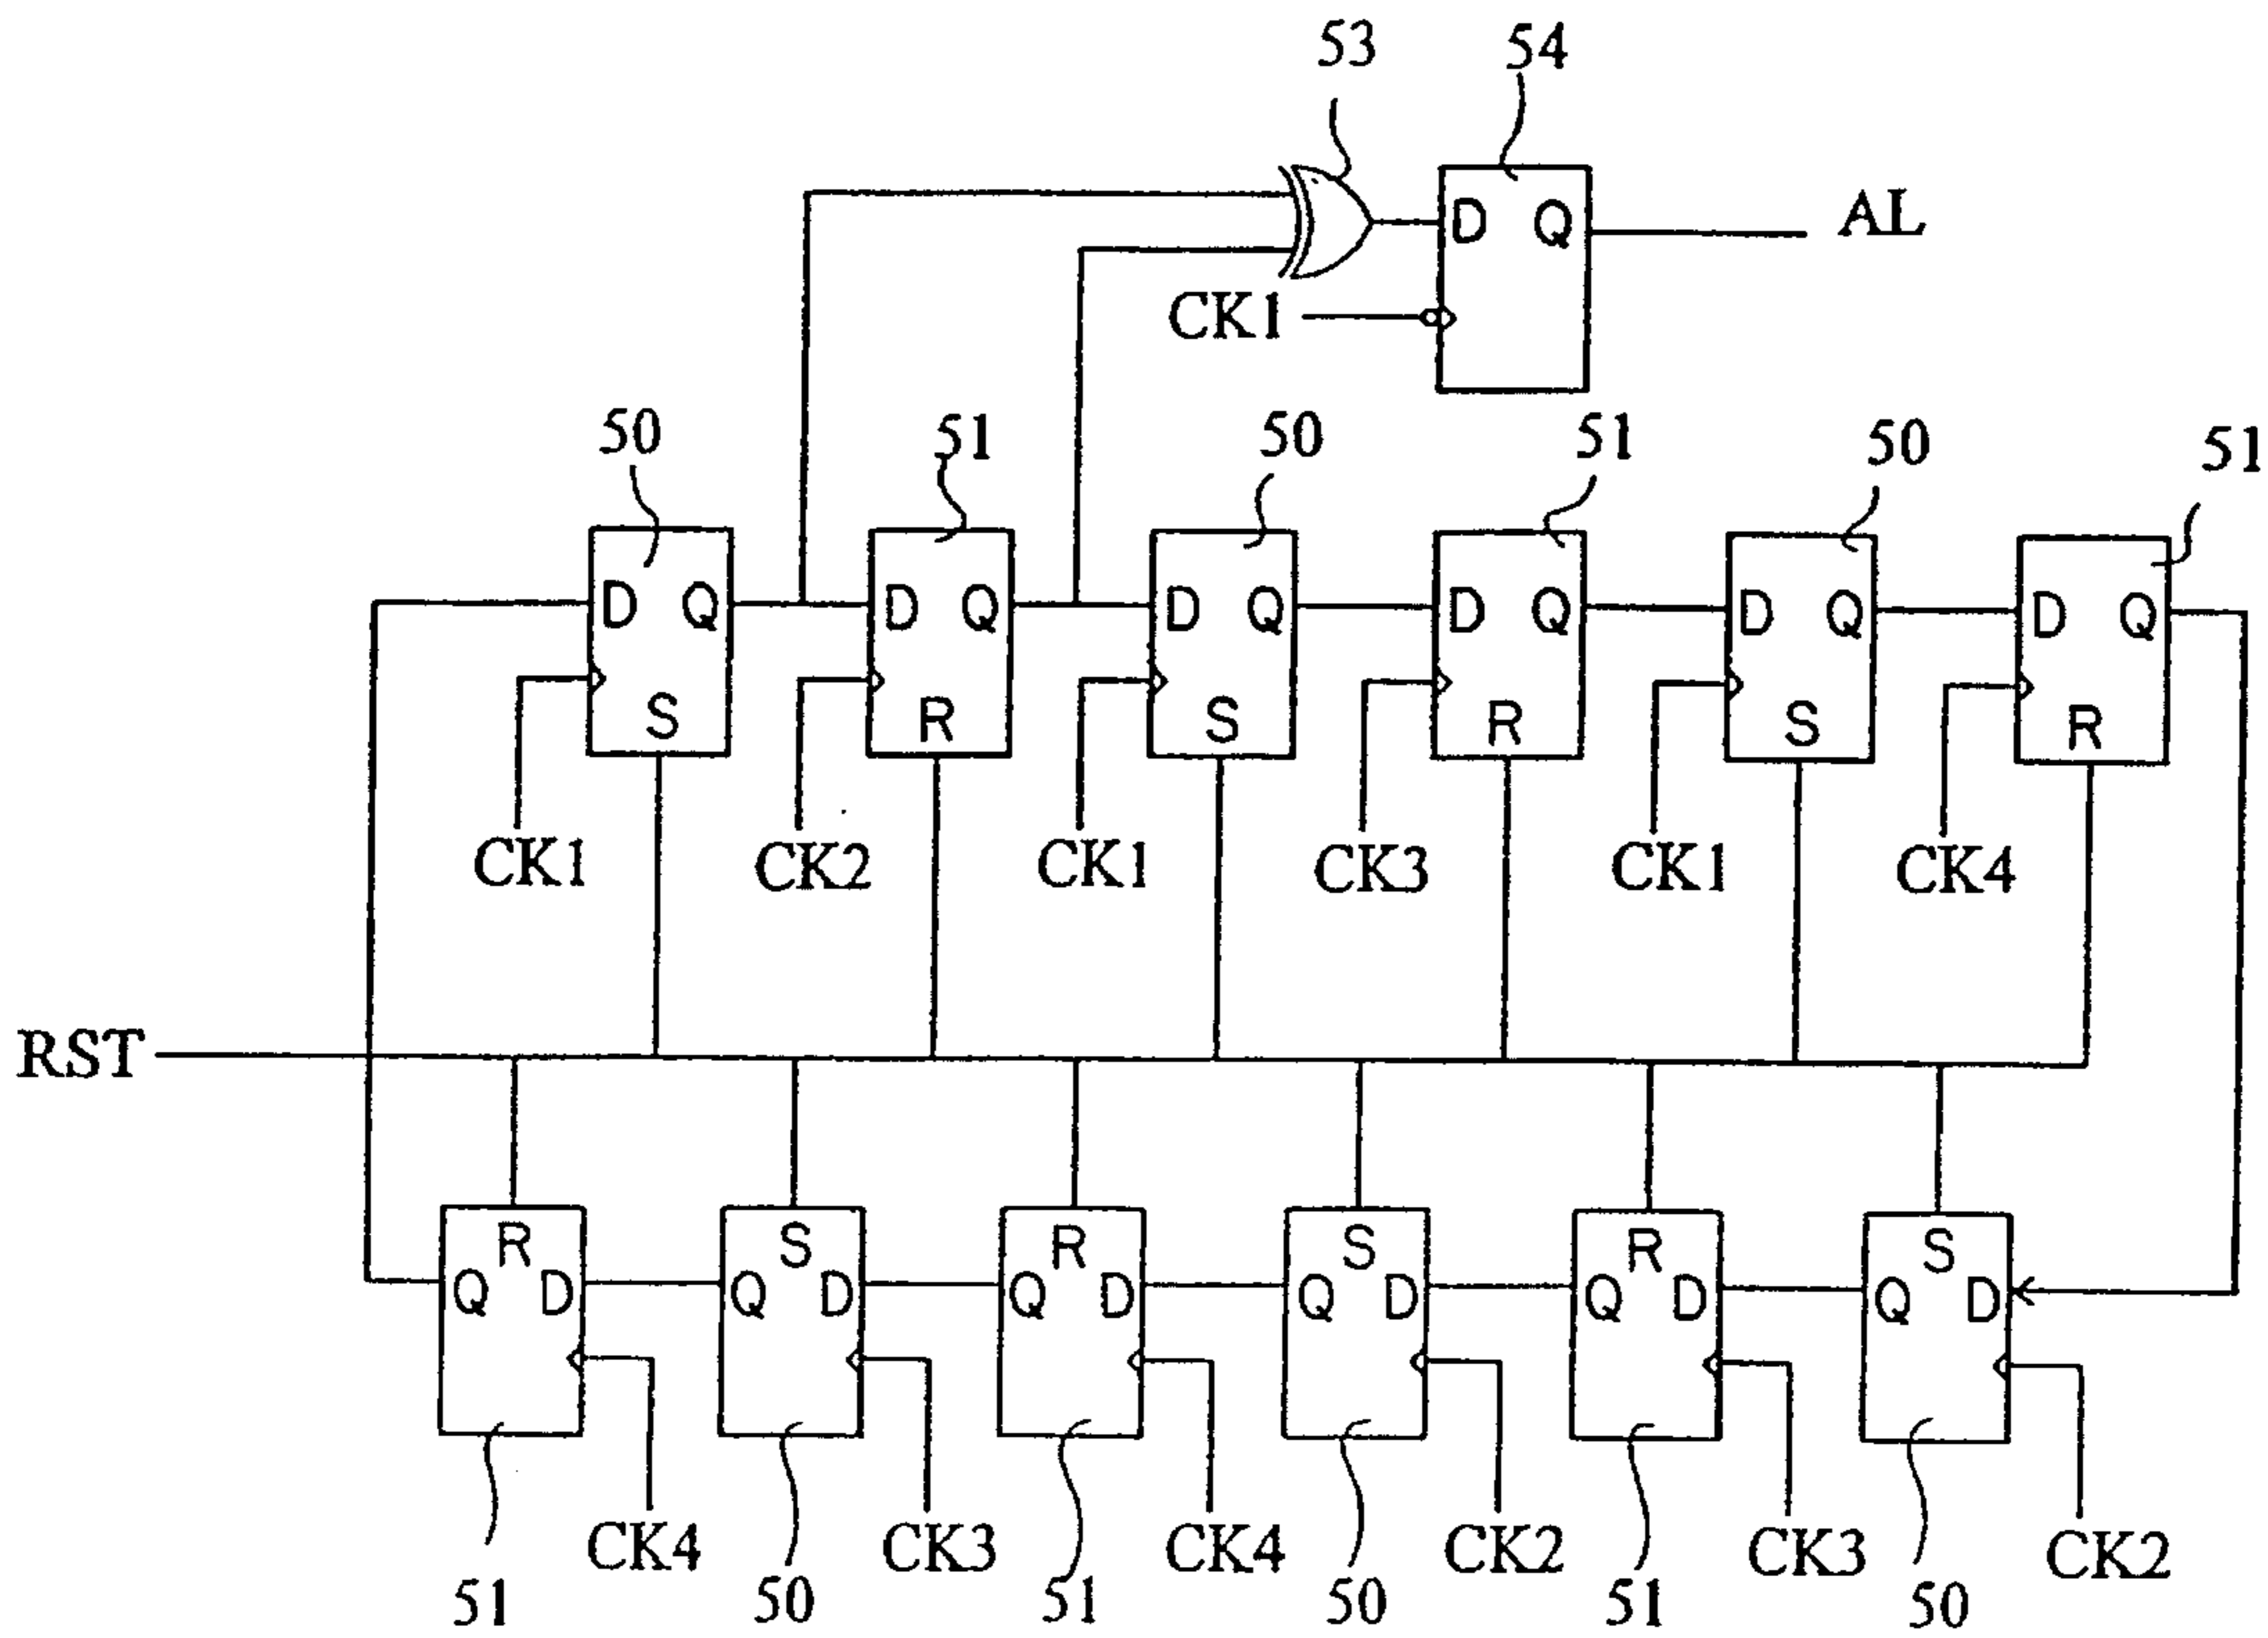 53 54
D Q AL
CK1
50 51 50 51 50 51
D Q D Q D Q D Q D Q D Q
S R S R S R
CK1 CK2 CK1 CK3 CK1 CK4
RST
R S R S R S
Q D Q D Q D Q D Q D Q D
CK4 CK3 CK4 CK2 CK3 CK2
51 50 51 50 51 50